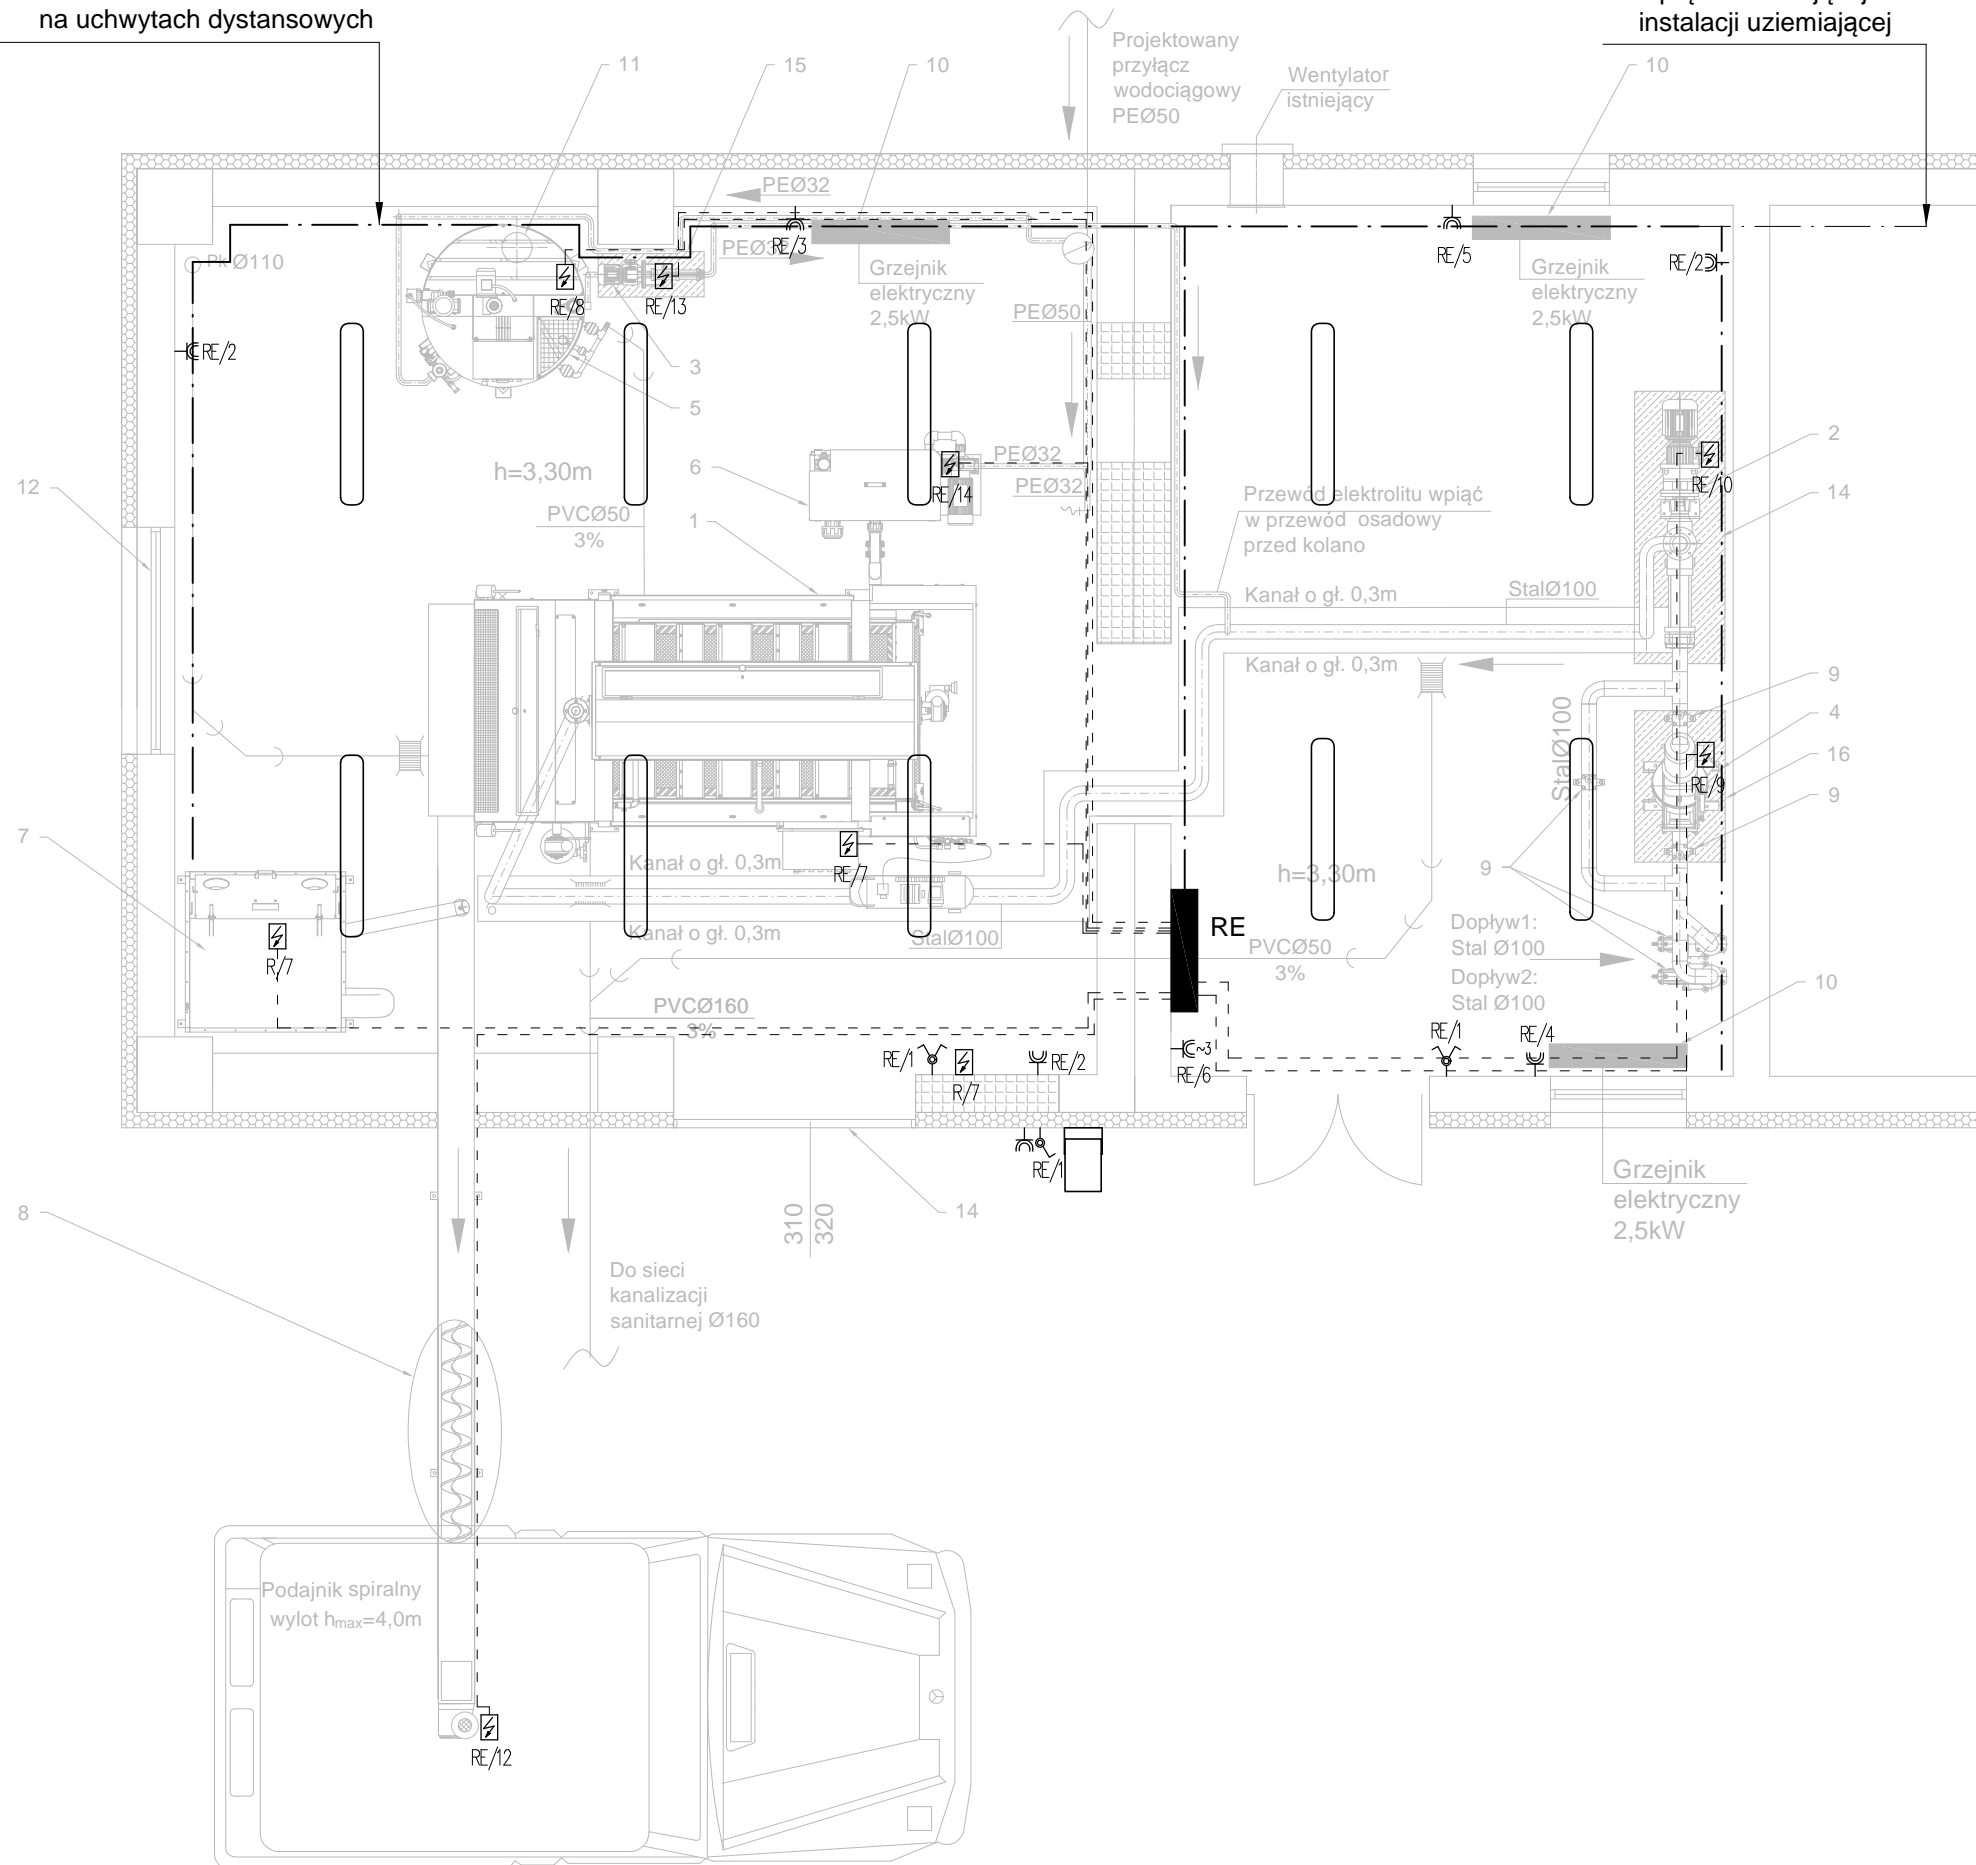 na uchwytach dystansowych
instalacji uziemiającej
11
15
10
Projektowany
przyłącz
wodociągowy
PEØ50
Wentylator
istniejący
10
PEØ32
RE/3
RE/5
RE/2
Pk Ø110
RE/8
RE/13
Grzejnik
elektryczny
2,5kW
Grzejnik
elektryczny
2,5kW
PEØ50
RE/2
3
5
h=3,30m
6
RE/14
PEØ32
PEØ32
2
RE/10
14
12
PVCØ50
3%
1
Przewód elektrolitu wpiąć
w przewód osadowy
przed kolano
Kanał o gł. 0,3m
StalØ100
Kanał o gł. 0,3m
9
StalØ100
4
16
RE/9
9
7
Kanał o gł. 0,3m
RE/7
h=3,30m
9
Kanał o gł. 0,3m
StalØ100
RE
PVCØ50
3%
Dopływ1:
Stal Ø100
Dopływ2:
Stal Ø100
R/7
10
PVCØ160
3%
RE/1
R/7
RE/2
~3
RE/6
RE/1
RE/4
RE/1
Grzejnik
elektryczny
2,5kW
8
310
320
14
Do sieci
kanalizacji
sanitarnej Ø160
Podajnik spiralny
wylot hmax=4,0m
RE/12